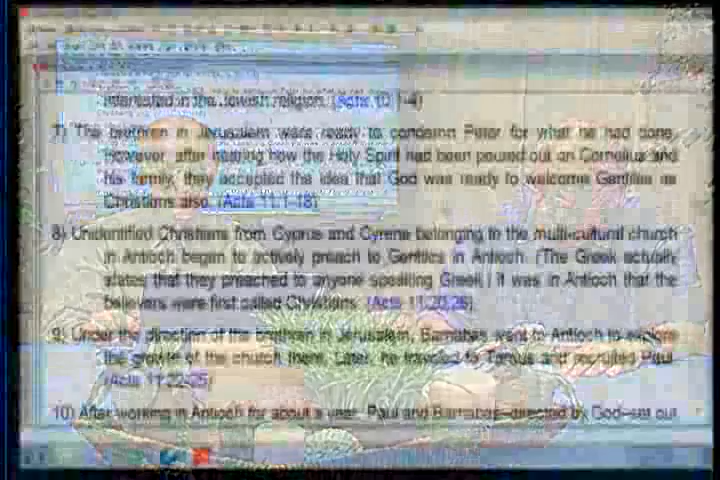 interested in the Jewish religion. (Acts 10:1-4)
7) The brethren in Jerusalem were ready to condemn Peter for what he had done.
However, after hearing how the Holy Spirit had been poured out on Cornelius and
his family, they accepted the idea that God was ready to welcome Gentiles as
Christians also. (Acts 11:1-18)
8) Unidentified Christians from Cyprus and Cyrene belonging to the multi-cultural church
in Antioch began to actively preach to Gentiles in Antioch. (The Greek actually
states that they preached to anyone speaking Greek.) It was in Antioch that the
believers were first called Christians. (Acts 11:20,26)
9) Under the direction of the brethren in Jerusalem, Barnabas went to Antioch to explore
the growth of the church there. Later, he traveled to Tarsus and recruited Paul.
(Acts 11:22-25)
10) After working in Antioch for about a year, Paul and Barnabas–directed by God–set out